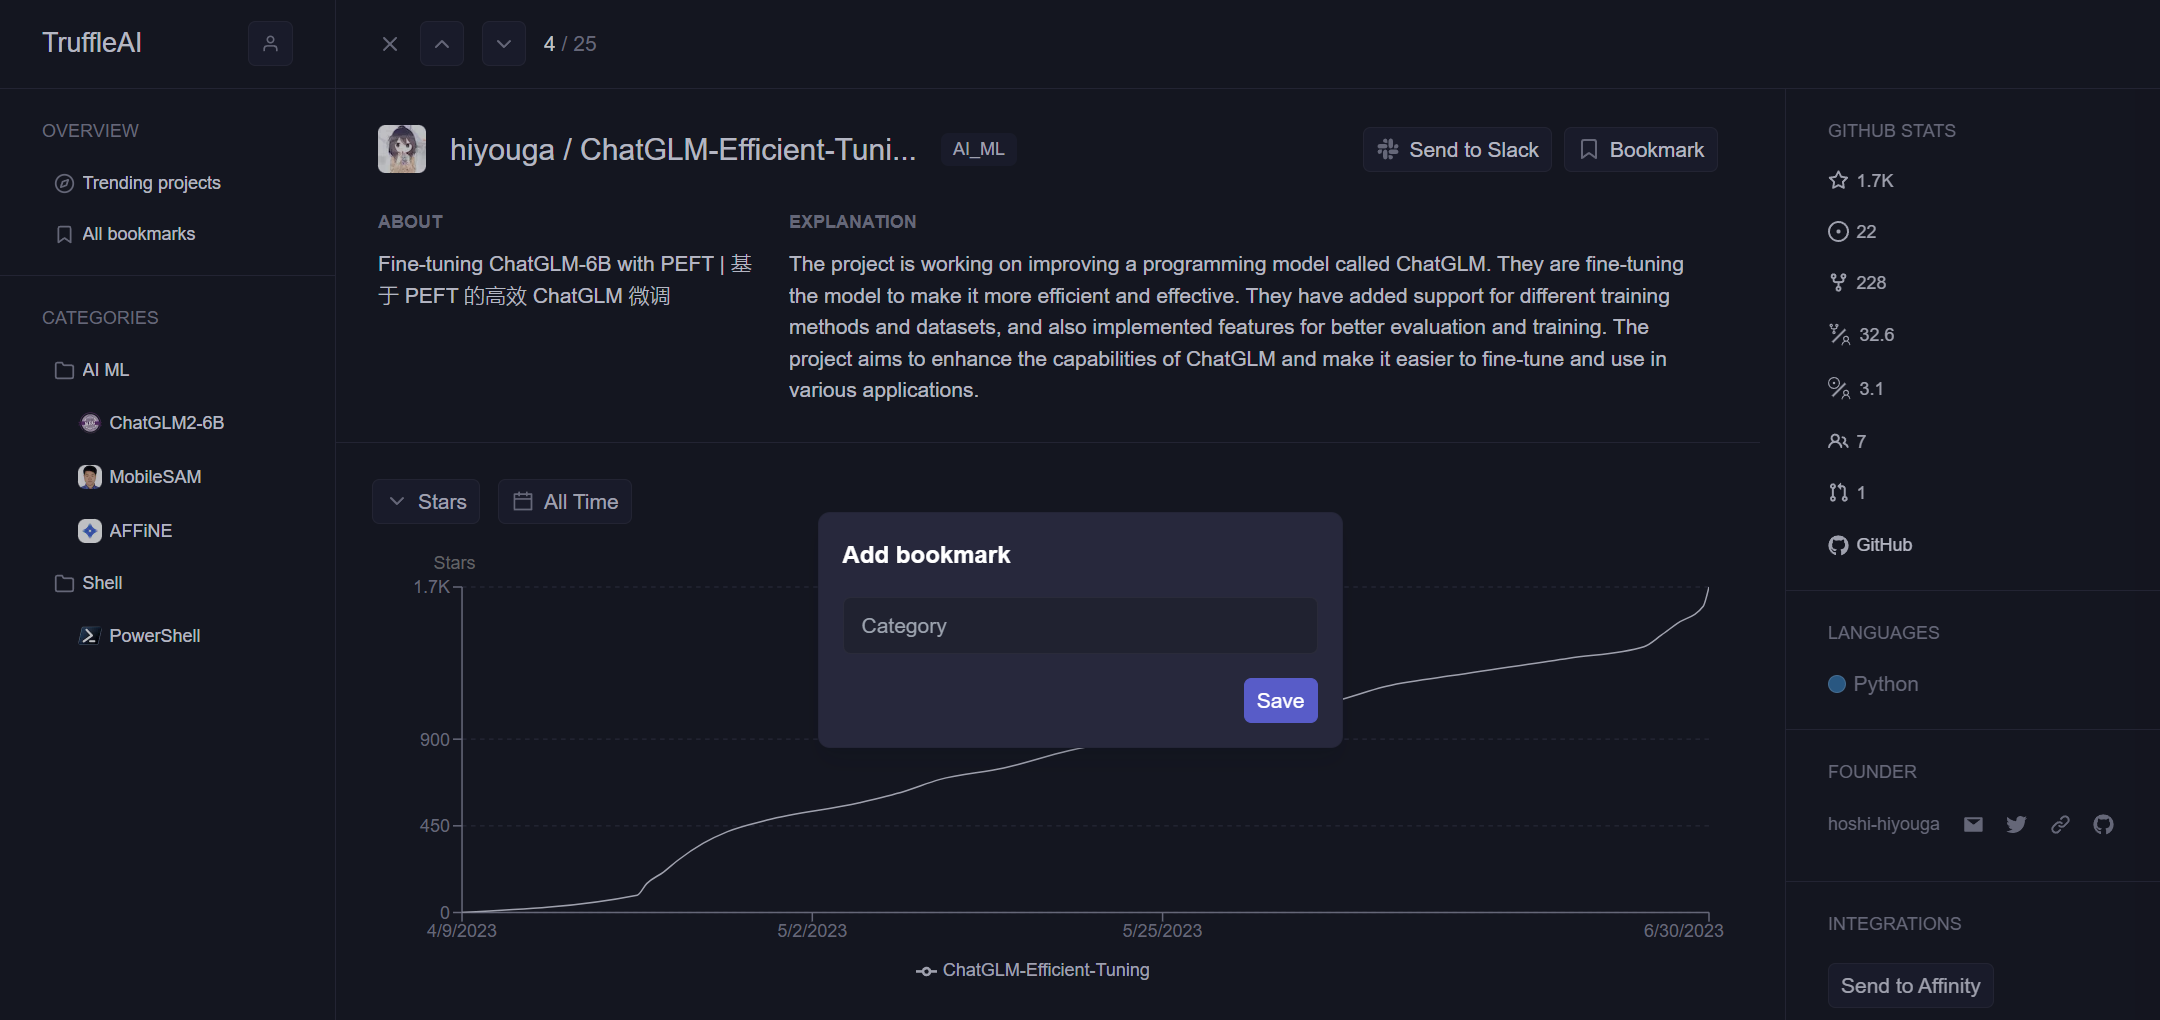 TruffleAI
4 / 25
OVERVIEW
Trending projects
All bookmarks
CATEGORIES
AI ML
ChatGLM2-6B
MobileSAM
AFFiNE
Shell
PowerShell
hiyouga / ChatGLM-Efficient-Tuni...
AI_ML
Send to Slack
Bookmark
ABOUT
Fine-tuning ChatGLM-6B with PEFT | 基
于 PEFT 的高效 ChatGLM 微调
EXPLANATION
The project is working on improving a programming model called ChatGLM. They are fine-tuning
the model to make it more efficient and effective. They have added support for different training
methods and datasets, and also implemented features for better evaluation and training. The
project aims to enhance the capabilities of ChatGLM and make it easier to fine-tune and use in
various applications.
Stars
All Time
Stars
1.7K
900
450
0
4/9/2023
5/2/2023
5/25/2023
6/30/2023
ChatGLM-Efficient-Tuning
Add bookmark
Category
Save
GITHUB STATS
1.7K
22
228
32.6
3.1
7
1
GitHub
LANGUAGES
Python
FOUNDER
hoshi-hiyouga
INTEGRATIONS
Send to Affinity